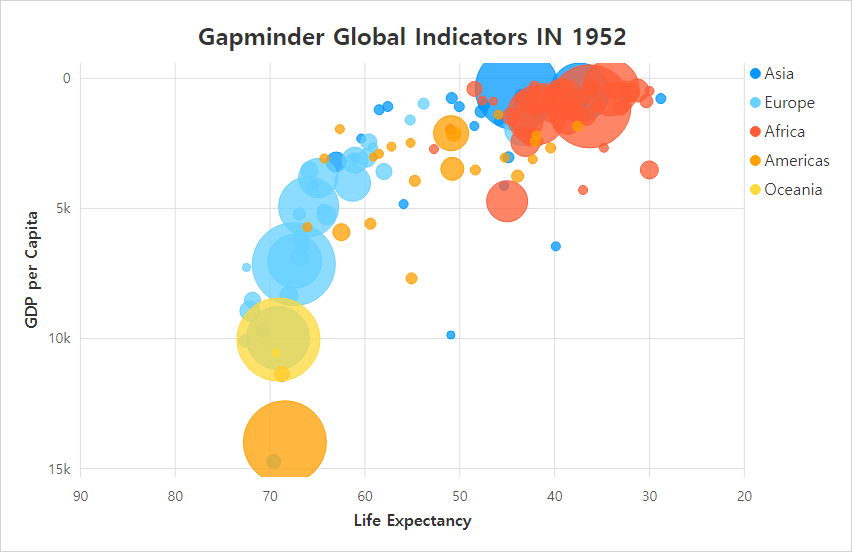 Gapminder Global Indicators IN 1952
Asia
Europe
Africa
Americas
Oceania
GDP per Capita
0
5k
10k
15k
90 80 70 60 50 40 30 20
Life Expectancy